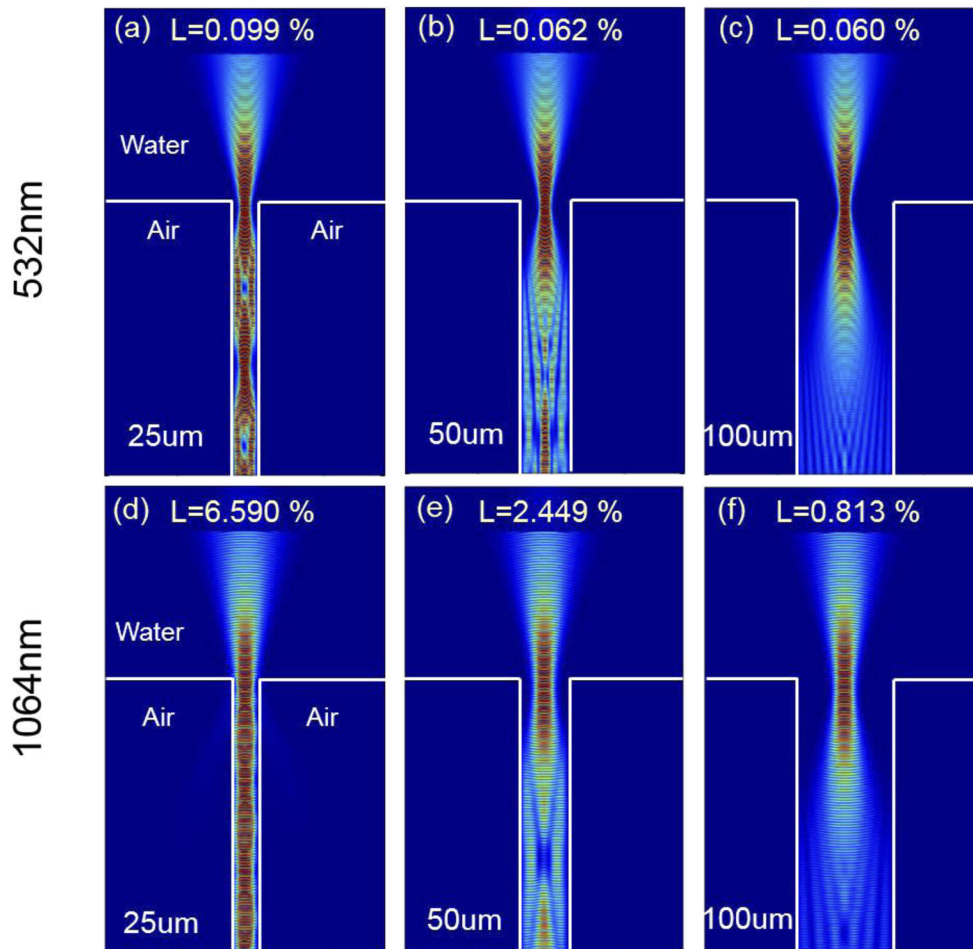 532nm
(a) L=0.099 %
Water
Air Air
25um
(b) L=0.062 %
50um
(c) L=0.060 %
100um
1064nm
(d) L=6.590 %
Water
Air Air
25um
(e) L=2.449 %
50um
(f) L=0.813 %
100um